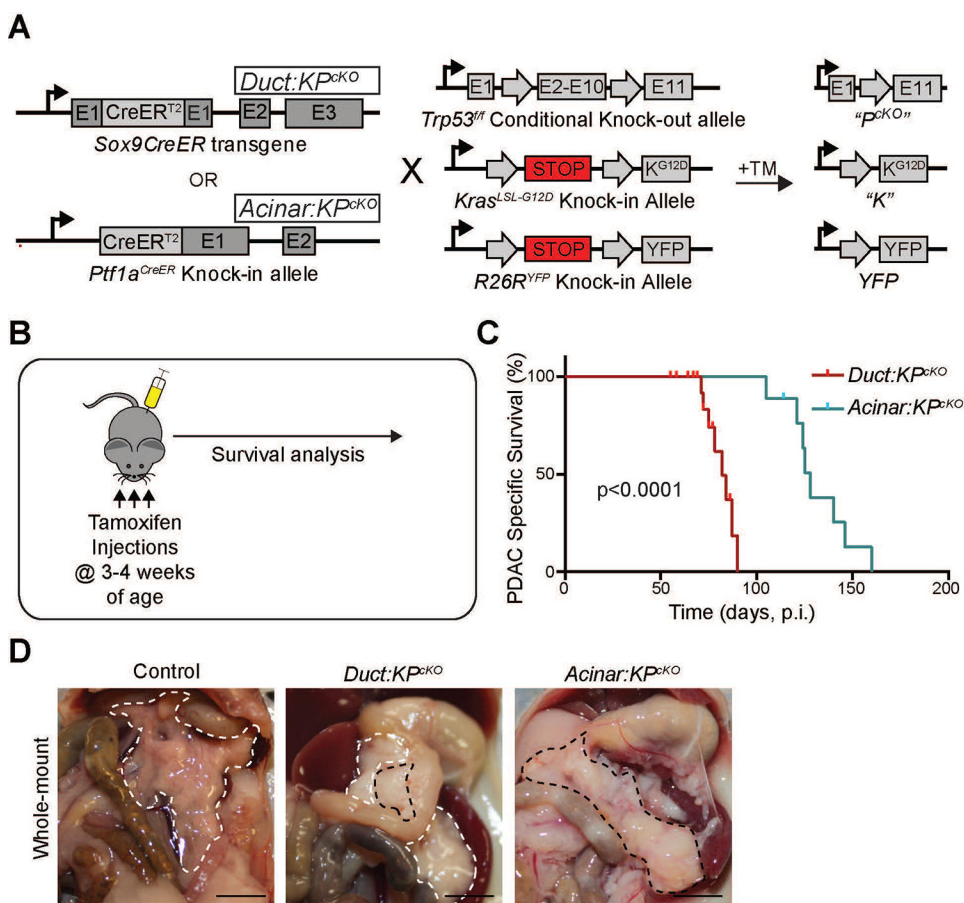 A
Duct:KPcKO
E1 CreERT2 E1 E2 E3
Sox9CreER transgene
OR
Acinar:KPcKO
CreERT2 E1 E2
Ptf1aCreER Knock-in allele
X
E1 E2-E10 E11
Trp53f/f Conditional Knock-out allele
STOP KG12D
KrasLSL-G12D Knock-in Allele
STOP YFP
R26RYFP Knock-in Allele
+TM
E1 E11
“PcKO”
KG12D
“K”
YFP
YFP
B
Survival analysis
Tamoxifen
Injections
@ 3-4 weeks
of age
C
PDAC Specific Survival (%)
100
50
0
0 50 100 150 200
Time (days, p.i.)
p<0.0001
Duct:KPcKO
Acinar:KPcKO
D
Control Duct:KPcKO Acinar:KPcKO
Whole-mount